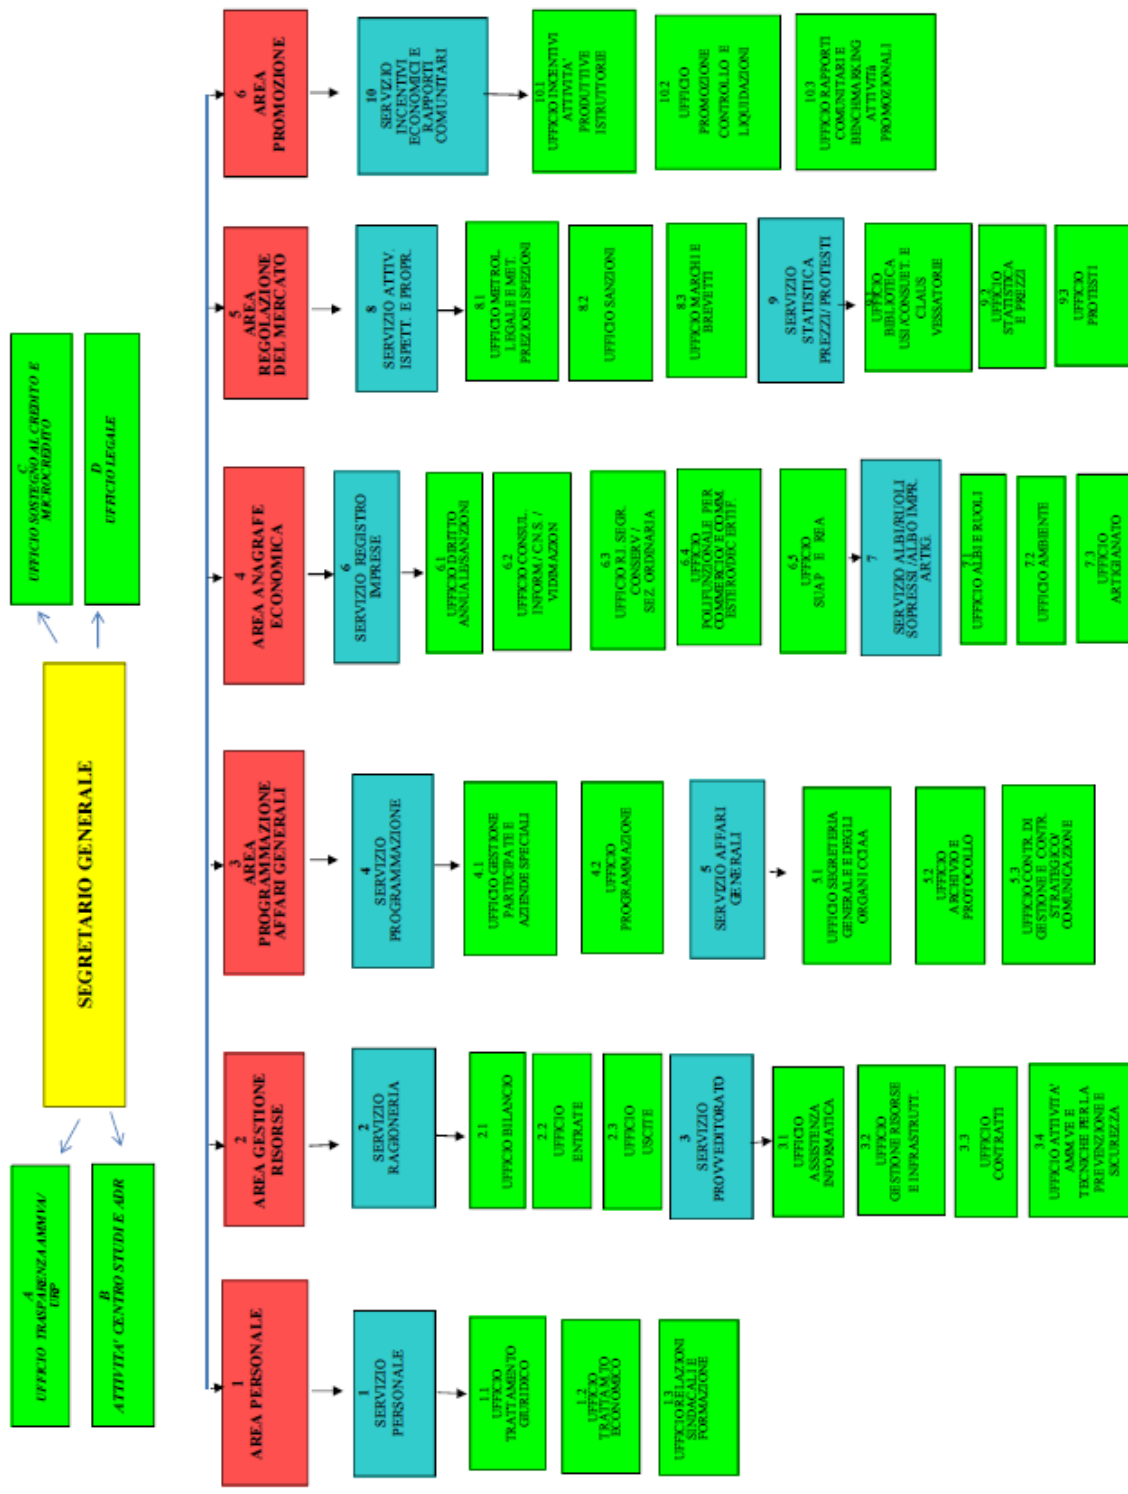 A
UFFICIO TRASPARENZA AMMVA/
URP
B
ATTIVITA' CENTRO STUDI E ADR
SEGRETARIO GENERALE
C
UFFICIO SOSTEGNO AL CREDITO E
MICROCREDITO
D
UFFICIO LEGALE
1
AREA PERSONALE
1
SERVIZIO
PERSONALE
1.1
UFFICIO
TRATTAMENTO
GIURIDICO
1.2
UFFICIO
TRATTAMTO
ECONOMICO
1.3
UFFICIO RELAZIONI
SINDACALI E
FORMAZIONE
2
AREA GESTIONE
RISORSE
2
SERVIZIO
RAGIONERIA
2.1
UFFICIO BILANCIO
2.2
UFFICIO
ENTRATE
2.3
UFFICIO
USCITE
3
SERVIZIO
PROVVEDITORATO
3.1
UFFICIO
ASSISTENZA
INFORMATICA
3.2
UFFICIO
GESTIONE RISORSE
E INFRASTRUTT.
3.3
UFFICIO
CONTRATTI
3.4
UFFICIO ATTIVITA'
AMM.VE E
TECNICHE PER LA
PREVENZIONE E
SICUREZZA
3
AREA
PROGRAMMAZIONE
AFFARI GENERALI
4
SERVIZIO
PROGRAMMAZIONE
4.1
UFFICIO GESTIONE
PARTECIPATE E
AZIENDE SPECIALI
4.2
UFFICIO
PROGRAMMAZIONE
5
SERVIZIO AFFARI
GENERALI
5.1
UFFICIO SEGRETERIA
GENERALE E DEGLI
ORGANI CCIAA
5.2
UFFICIO
ARCHIVIO E
PROTOCOLLO
5.3
UFFICIO CONTR. DI
GESTIONE E CONTR.
STRATEGICO/
COMUNICAZIONE
4
AREA ANAGRAFE
ECONOMICA
6
SERVIZIO REGISTRO
IMPRESE
6.1
UFFICIO DIRITTO
ANNUALE SANZIONI
6.2
UFFICIO CONSUL.
INFORM./ C.N.S. /
VIDIMAZION
6.3
UFFICIO R.I. SEGR.
CONSERV /
SEZ. ORDINARIA
6.4
UFFICIO
POLIFUNZIONALE PER
COMMERCIO/ E COMM.
ESTERO/DEC ERTIF.
6.5
UFFICIO
SUAP E REA
7
SERVIZIO ALBI/RUOLI
SOPRESSI /ALBO IMPR.
ARTIG.
7.1
UFFICIO ALBI E RUOLI
7.2
UFFICIO AMBIENTE
7.3
UFFICIO
ARTIGIANATO
5
AREA
REGOLAZIONE
DEL MERCATO
8
SERVIZIO ATTIV.
ISPETT. E PROPR.
8.1
UFFICIO METROL.
LEGALE E MET.
PREZIOSI ISPEZIONI
8.2
UFFICIO SANZIONI
8.3
UFFICIO MARCHI E
BREVETTI
9
SERVIZIO
STATISTICA
PREZZI/ PROTESTI
9.1
UFFICIO
BIBLIOTECA
USI /CONSUET. E
CLAUS
VESSATORIE
9.2
UFFICIO
STATISTICA
E PREZZI
9.3
UFFICIO
PROTESTI
6
AREA
PROMOZIONE
10
SERVIZIO
INCENTIVI
ECONOMICI E
RAPPORTI
COMUNITARI
10.1
UFFICIO INCENTIVI
ATTIVITA'
PRODUTTIVE
ISTRUTTORIE
10.2
UFFICIO
PROMOZIONE
CONTROLLO E
LIQUIDAZIONI
10.3
UFFICIO RAPPORTI
COMUNITARI E
BENCHMARKING
ATTIVITà
PROMOZIONALI